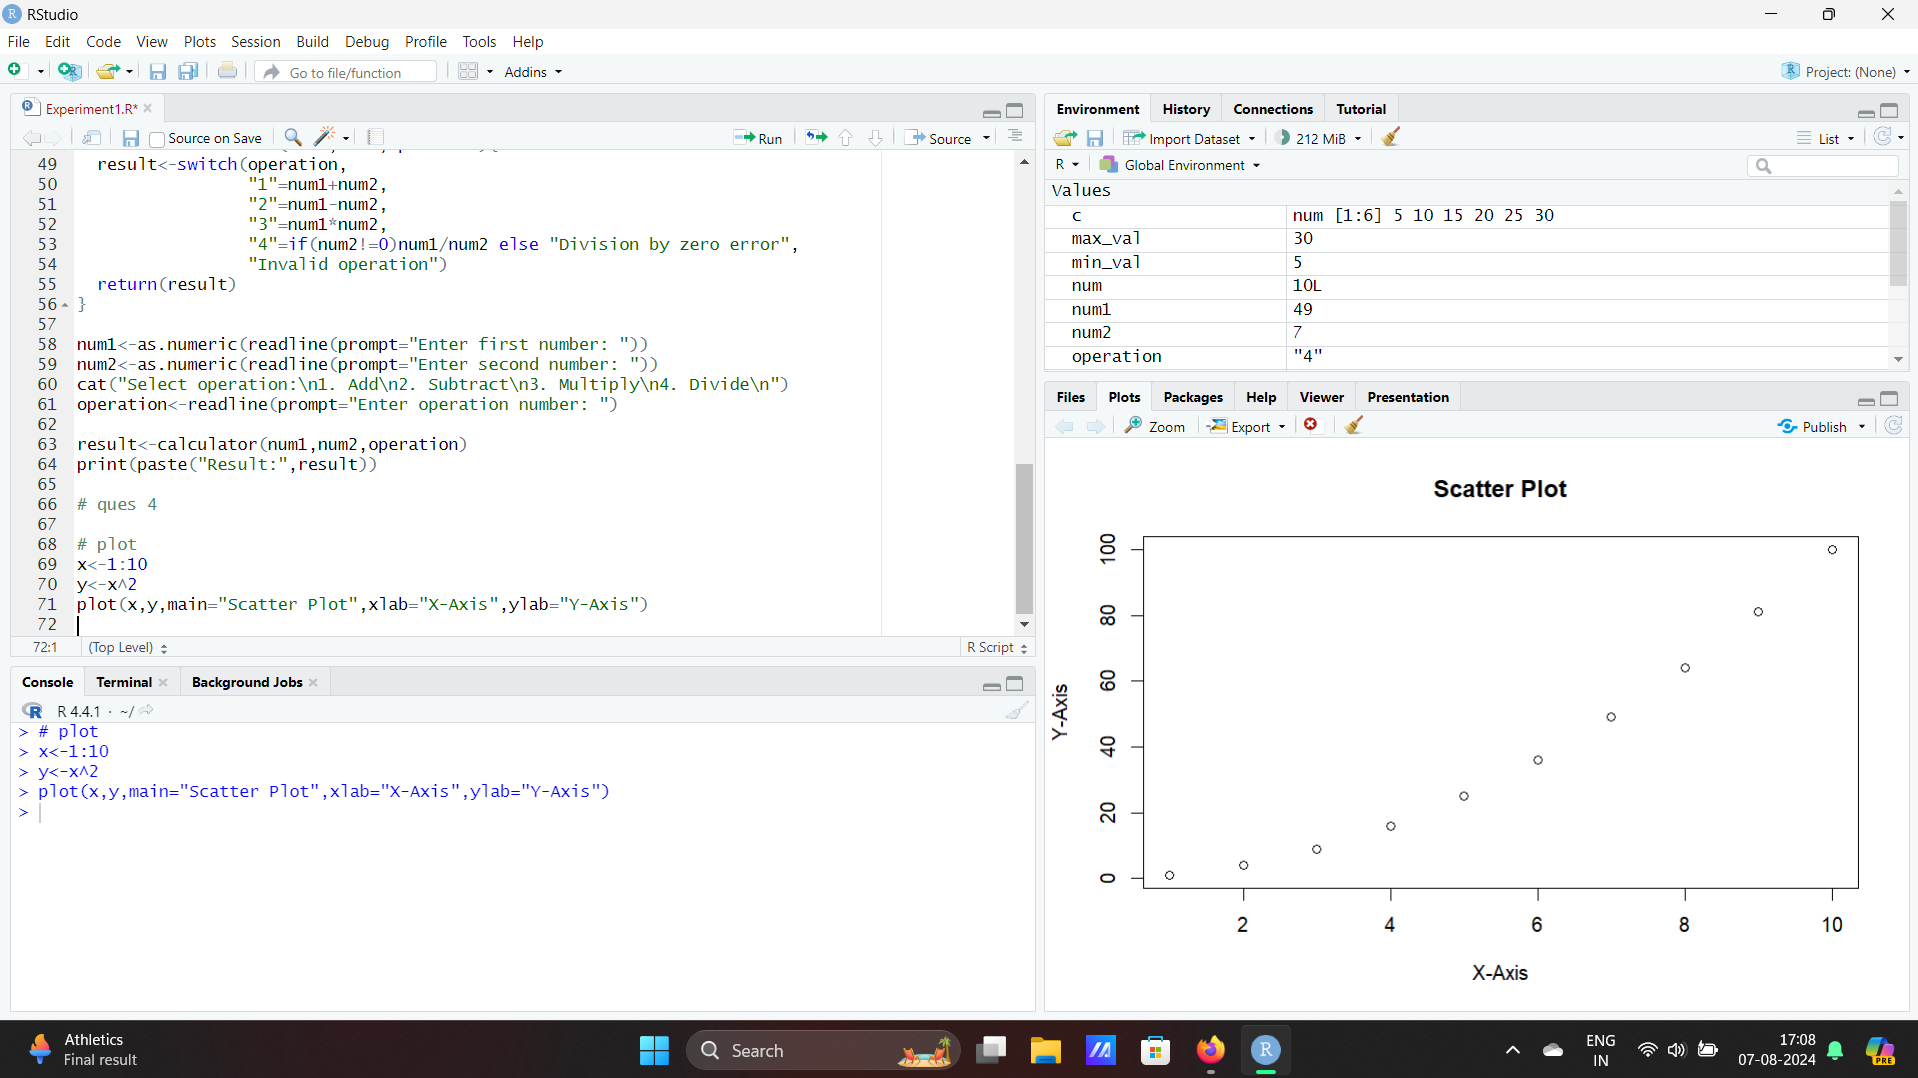 RStudio
File Edit Code View Plots Session Build Debug Profile Tools Help
Go to file/function Addins Project: (None)
Experiment1.R*
Source on Save Run Source
49 result<-switch(operation,
50 "1"=num1+num2,
51 "2"=num1-num2,
52 "3"=num1*num2,
53 "4"=if(num2!=0)num1/num2 else "Division by zero error",
54 "Invalid operation")
55 return(result)
56 }
57
58 num1<-as.numeric(readline(prompt="Enter first number: "))
59 num2<-as.numeric(readline(prompt="Enter second number: "))
60 cat("Select operation:\n1. Add\n2. Subtract\n3. Multiply\n4. Divide\n")
61 operation<-readline(prompt="Enter operation number: ")
62
63 result<-calculator(num1,num2,operation)
64 print(paste("Result:",result))
65
66 # ques 4
67
68 # plot
69 x<-1:10
70 y<-x^2
71 plot(x,y,main="Scatter Plot",xlab="X-Axis",ylab="Y-Axis")
72
72:1 (Top Level) R Script
Console Terminal Background Jobs
R 4.4.1 · ~/
> # plot
> x<-1:10
> y<-x^2
> plot(x,y,main="Scatter Plot",xlab="X-Axis",ylab="Y-Axis")
>
Environment History Connections Tutorial
Import Dataset 212 MiB List
R Global Environment
Values
c num [1:6] 5 10 15 20 25 30
max_val 30
min_val 5
num 10L
num1 49
num2 7
operation "4"
Files Plots Packages Help Viewer Presentation
Zoom Export Publish
Scatter Plot
Y-Axis
100
80
60
40
20
0
2 4 6 8 10
X-Axis
Athletics
Final result
Search
ENG
IN
17:08
07-08-2024
PRE